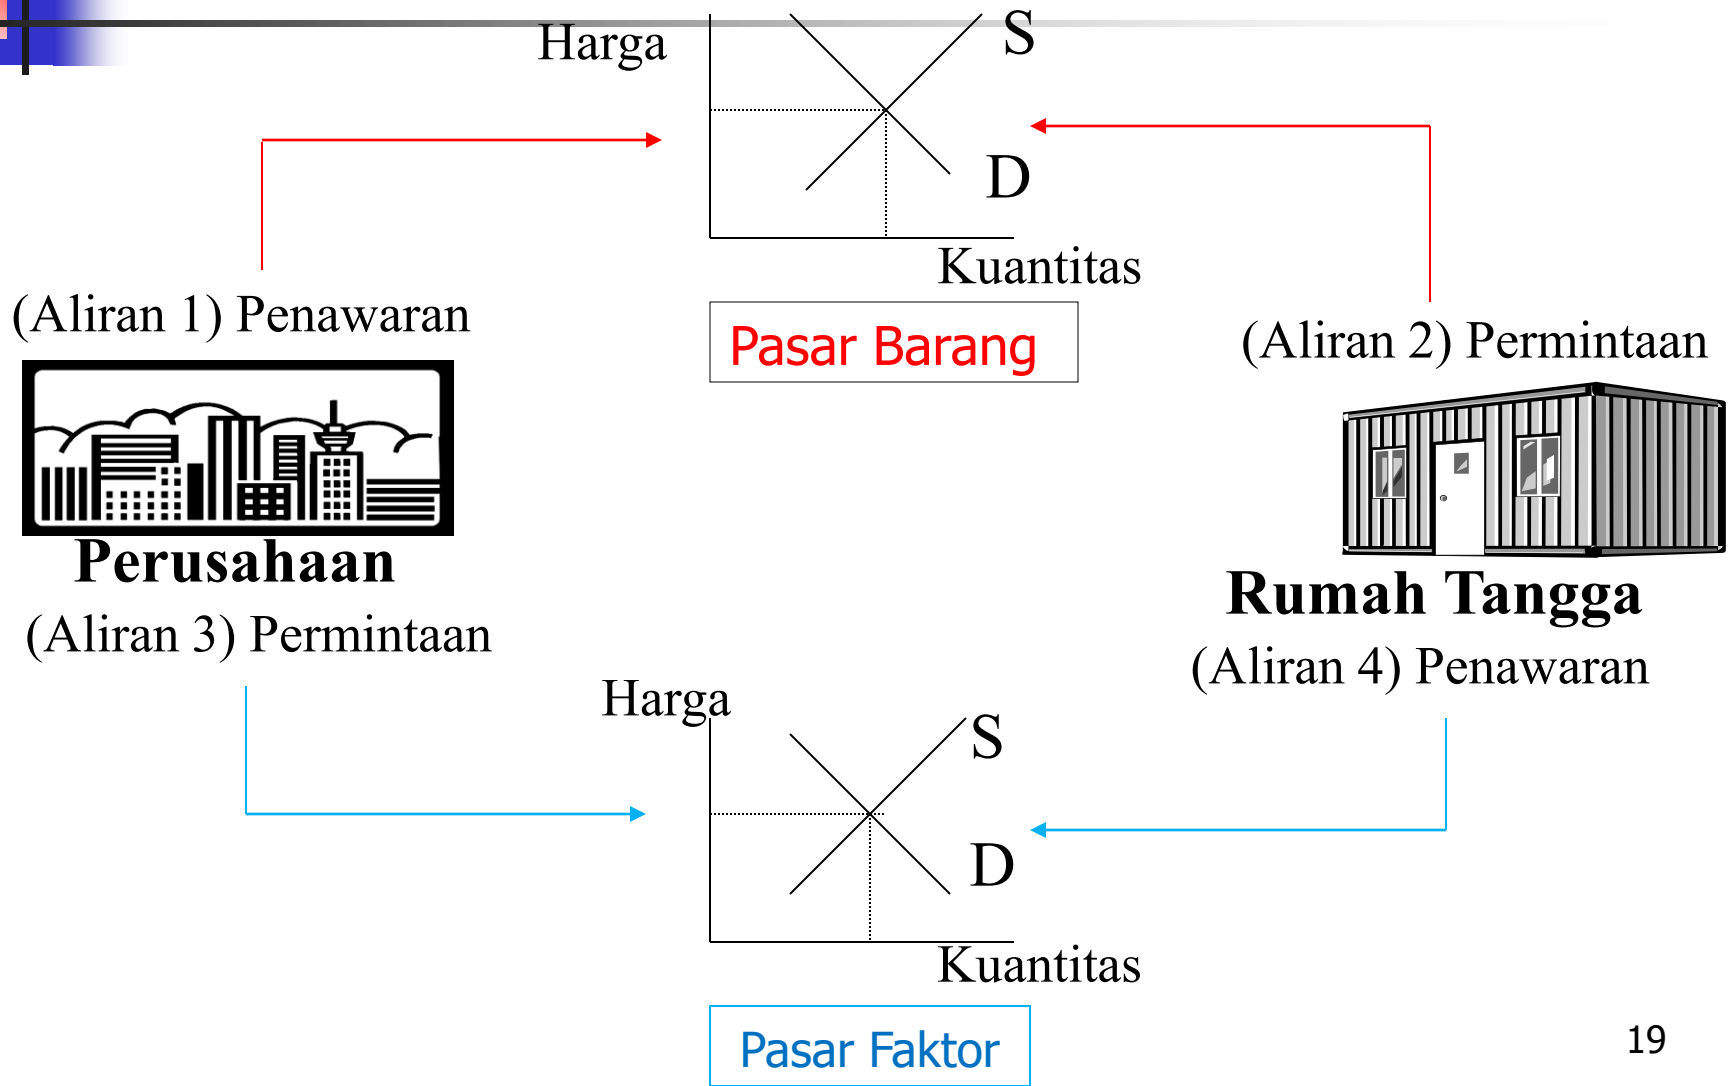 Harga
S
D
Kuantitas
(Aliran 1) Penawaran
Pasar Barang
(Aliran 2) Permintaan
Perusahaan
Rumah Tangga
(Aliran 3) Permintaan
(Aliran 4) Penawaran
Harga
S
D
Kuantitas
Pasar Faktor
19